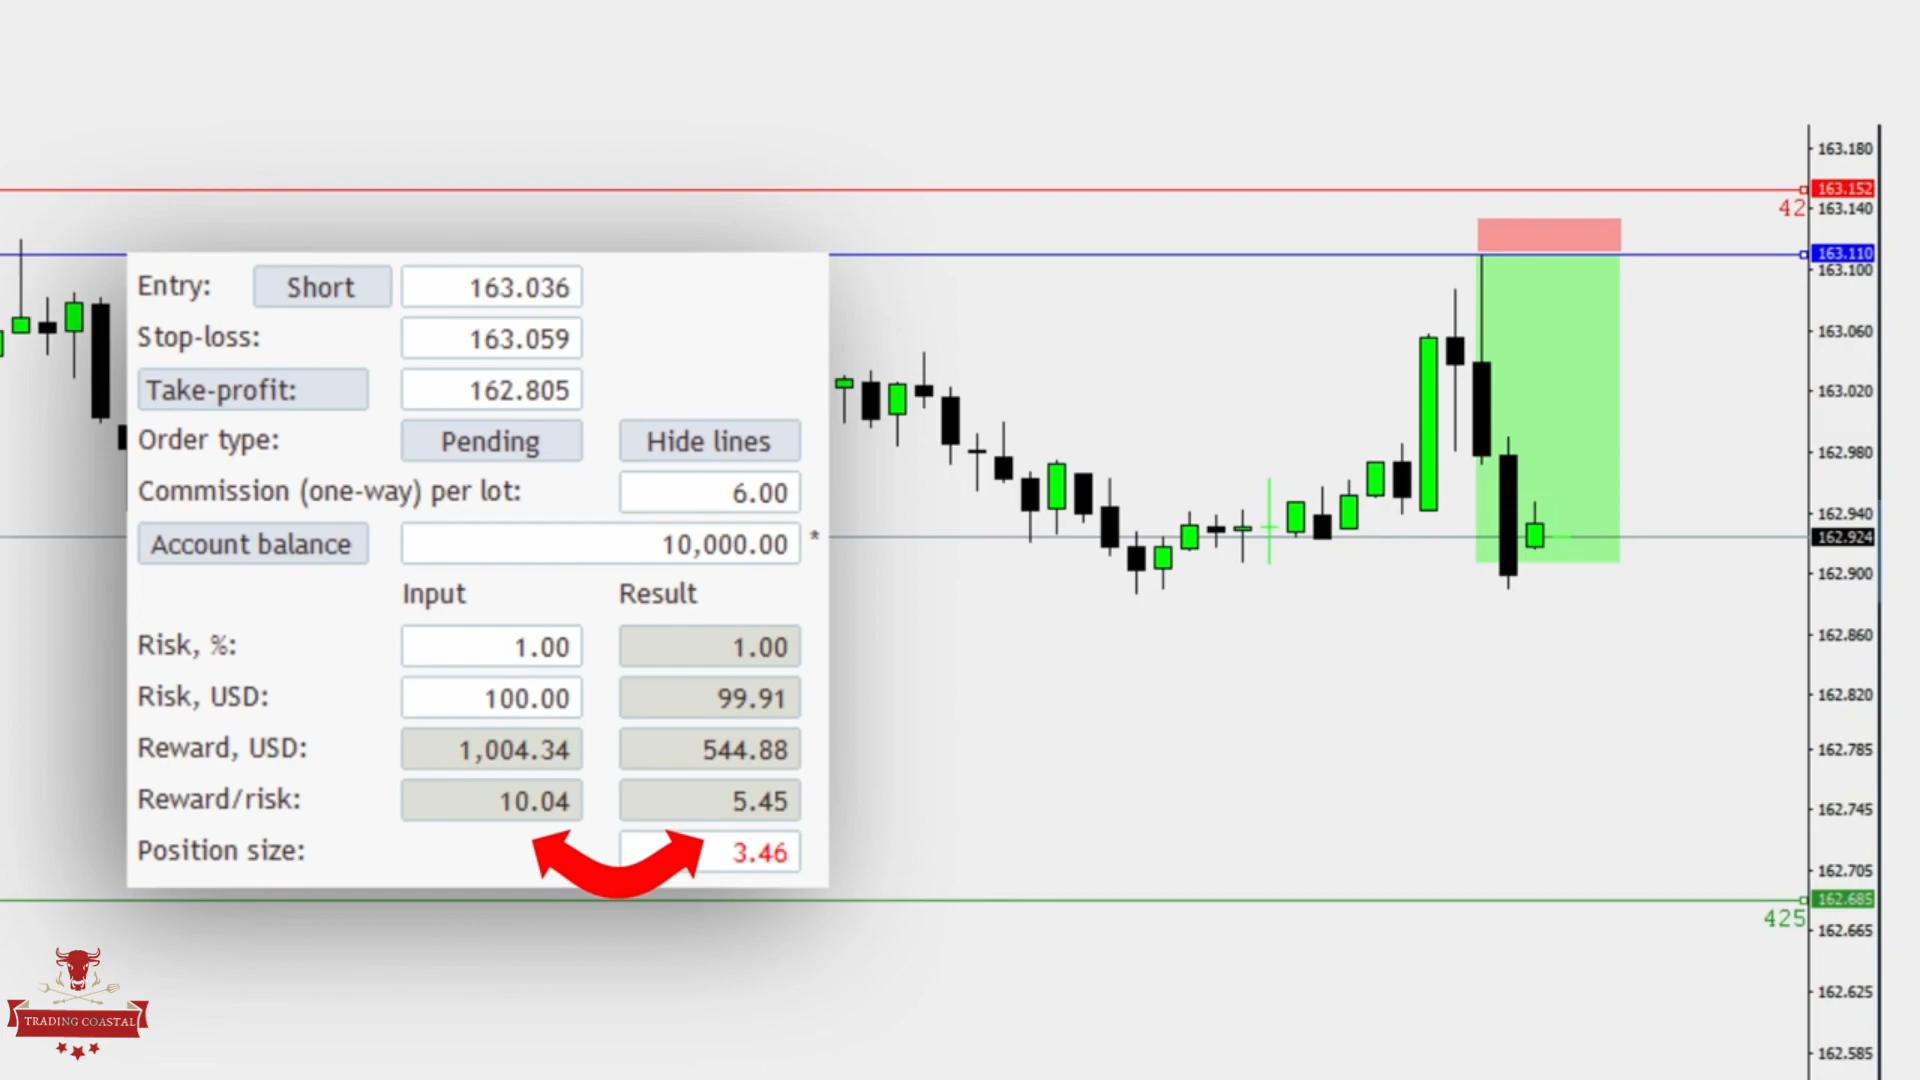 163.180
163.152
42
163.140
163.110
163.100
163.060
163.020
162.980
162.940
162.924
162.900
162.860
162.820
162.785
162.745
162.705
162.685
425
162.665
162.625
162.585
Entry: Short 163.036
Stop-loss: 163.059
Take-profit: 162.805
Order type: Pending Hide lines
Commission (one-way) per lot: 6.00
Account balance 10,000.00 *
Input Result
Risk, %: 1.00 1.00
Risk, USD: 100.00 99.91
Reward, USD: 1,004.34 544.88
Reward/risk: 10.04 5.45
Position size: 3.46
TRADING COASTAL